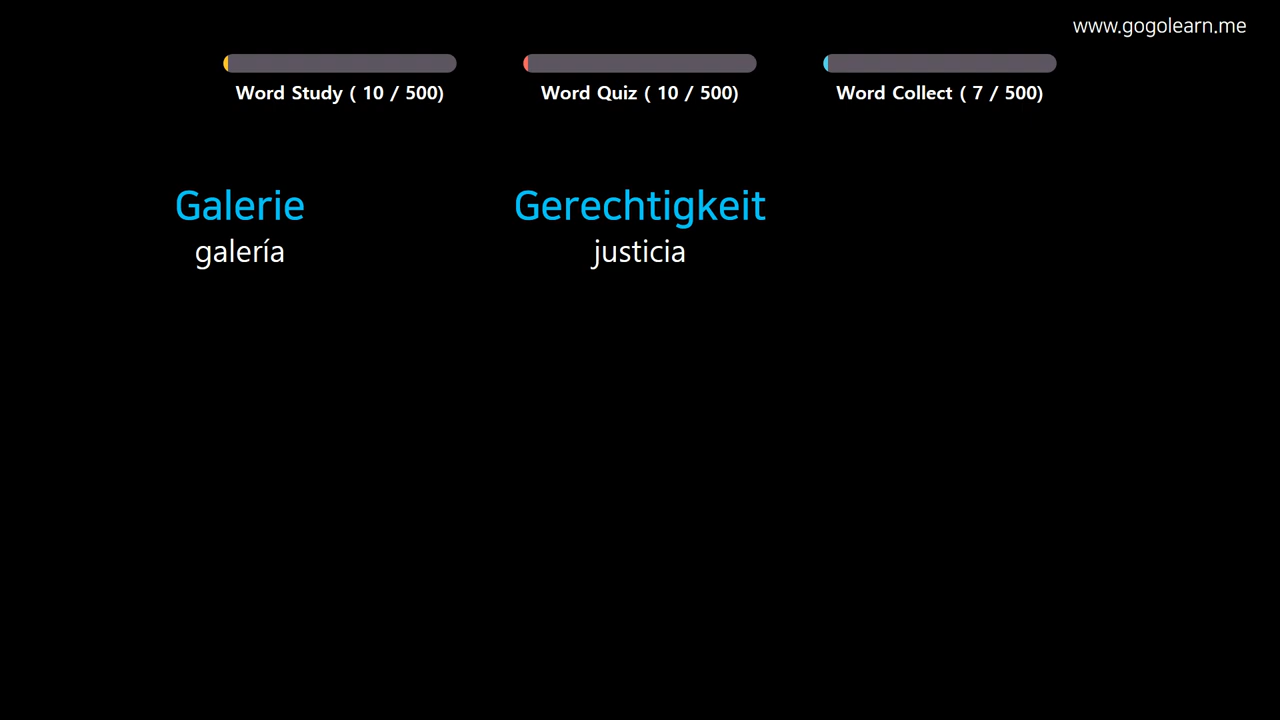 www.gogolearn.me
Word Study ( 10 / 500)
Word Quiz ( 10 / 500)
Word Collect ( 7 / 500)
Galerie
galería
Gerechtigkeit
justicia